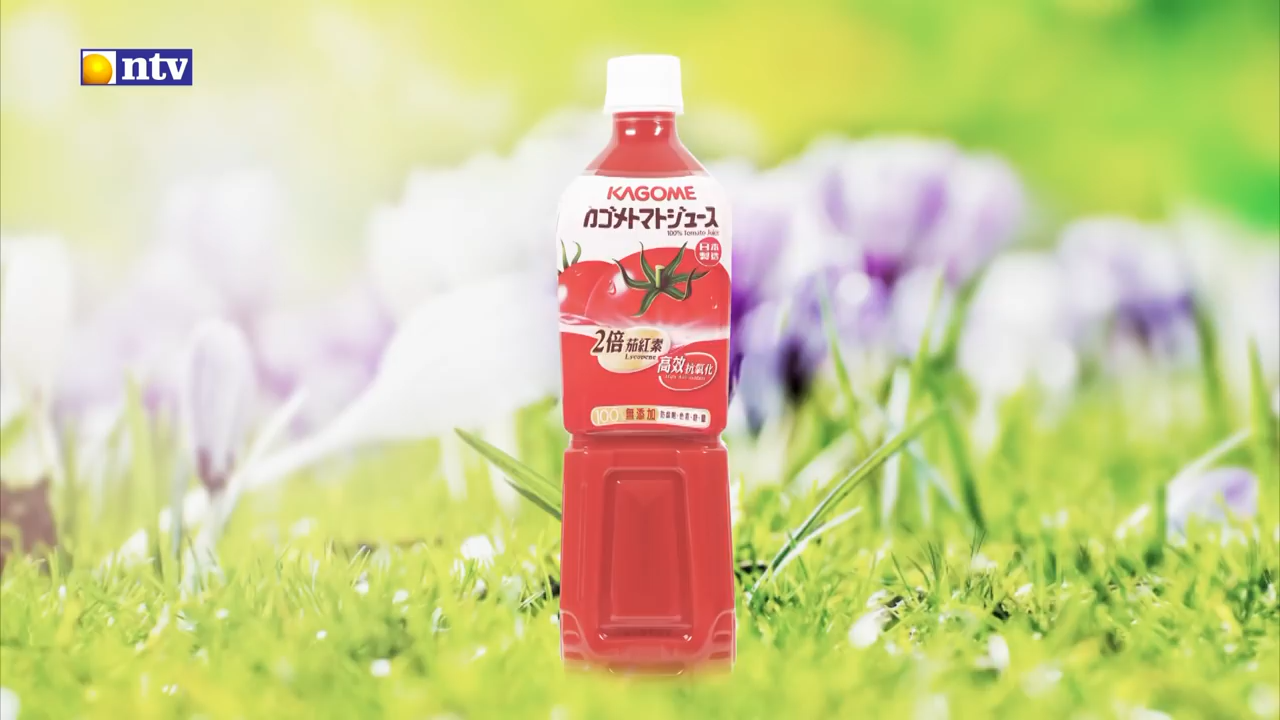 ntv
KAGOME
カゴメトマトジュース
100% Tomato Juice
日本
製造
2倍茄紅素
Lycopene
高效抗氧化
100 無添加